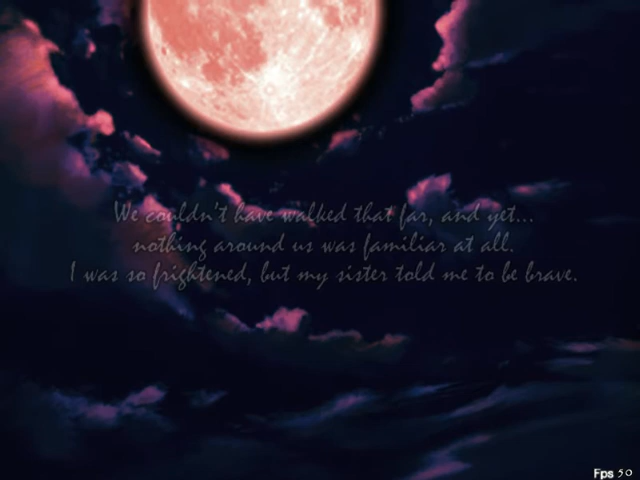 We couldn't have walked that far, and yet...
nothing around us was familiar at all.
I was so frightened, but my sister told me to be brave.
Fps 50